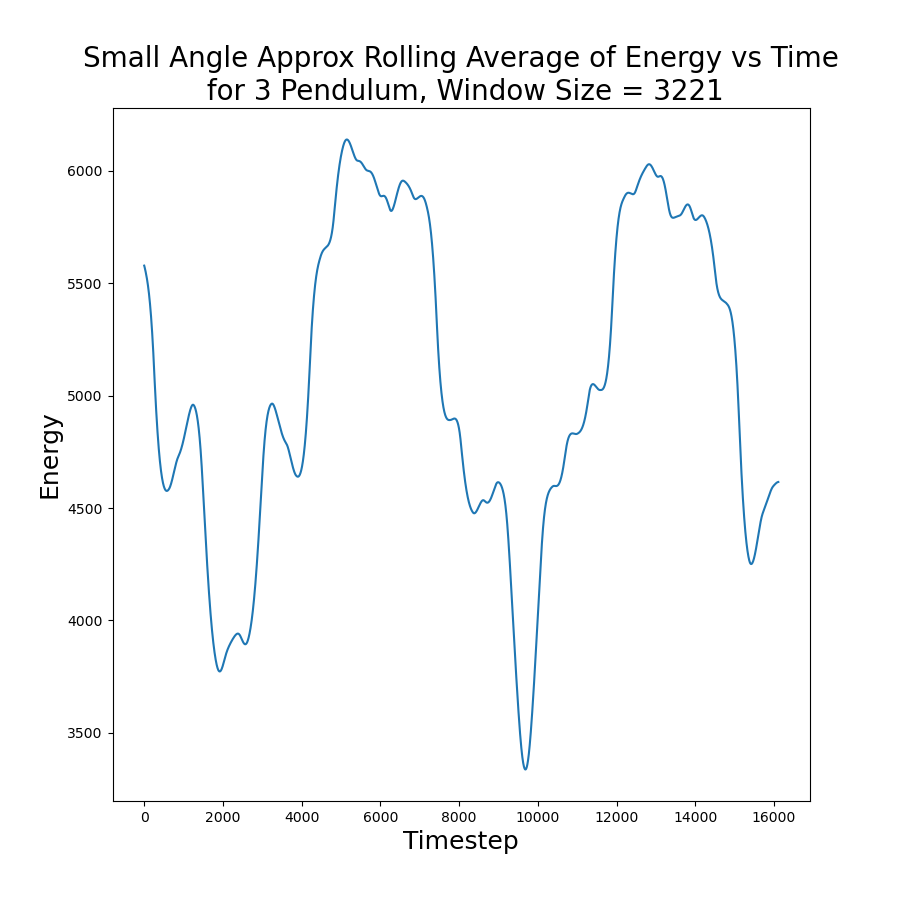 Small Angle Approx Rolling Average of Energy vs Time
for 3 Pendulum, Window Size = 3221
6000
5500
5000
4500
4000
3500
Energy
0 2000 4000 6000 8000 10000 12000 14000 16000
Timestep